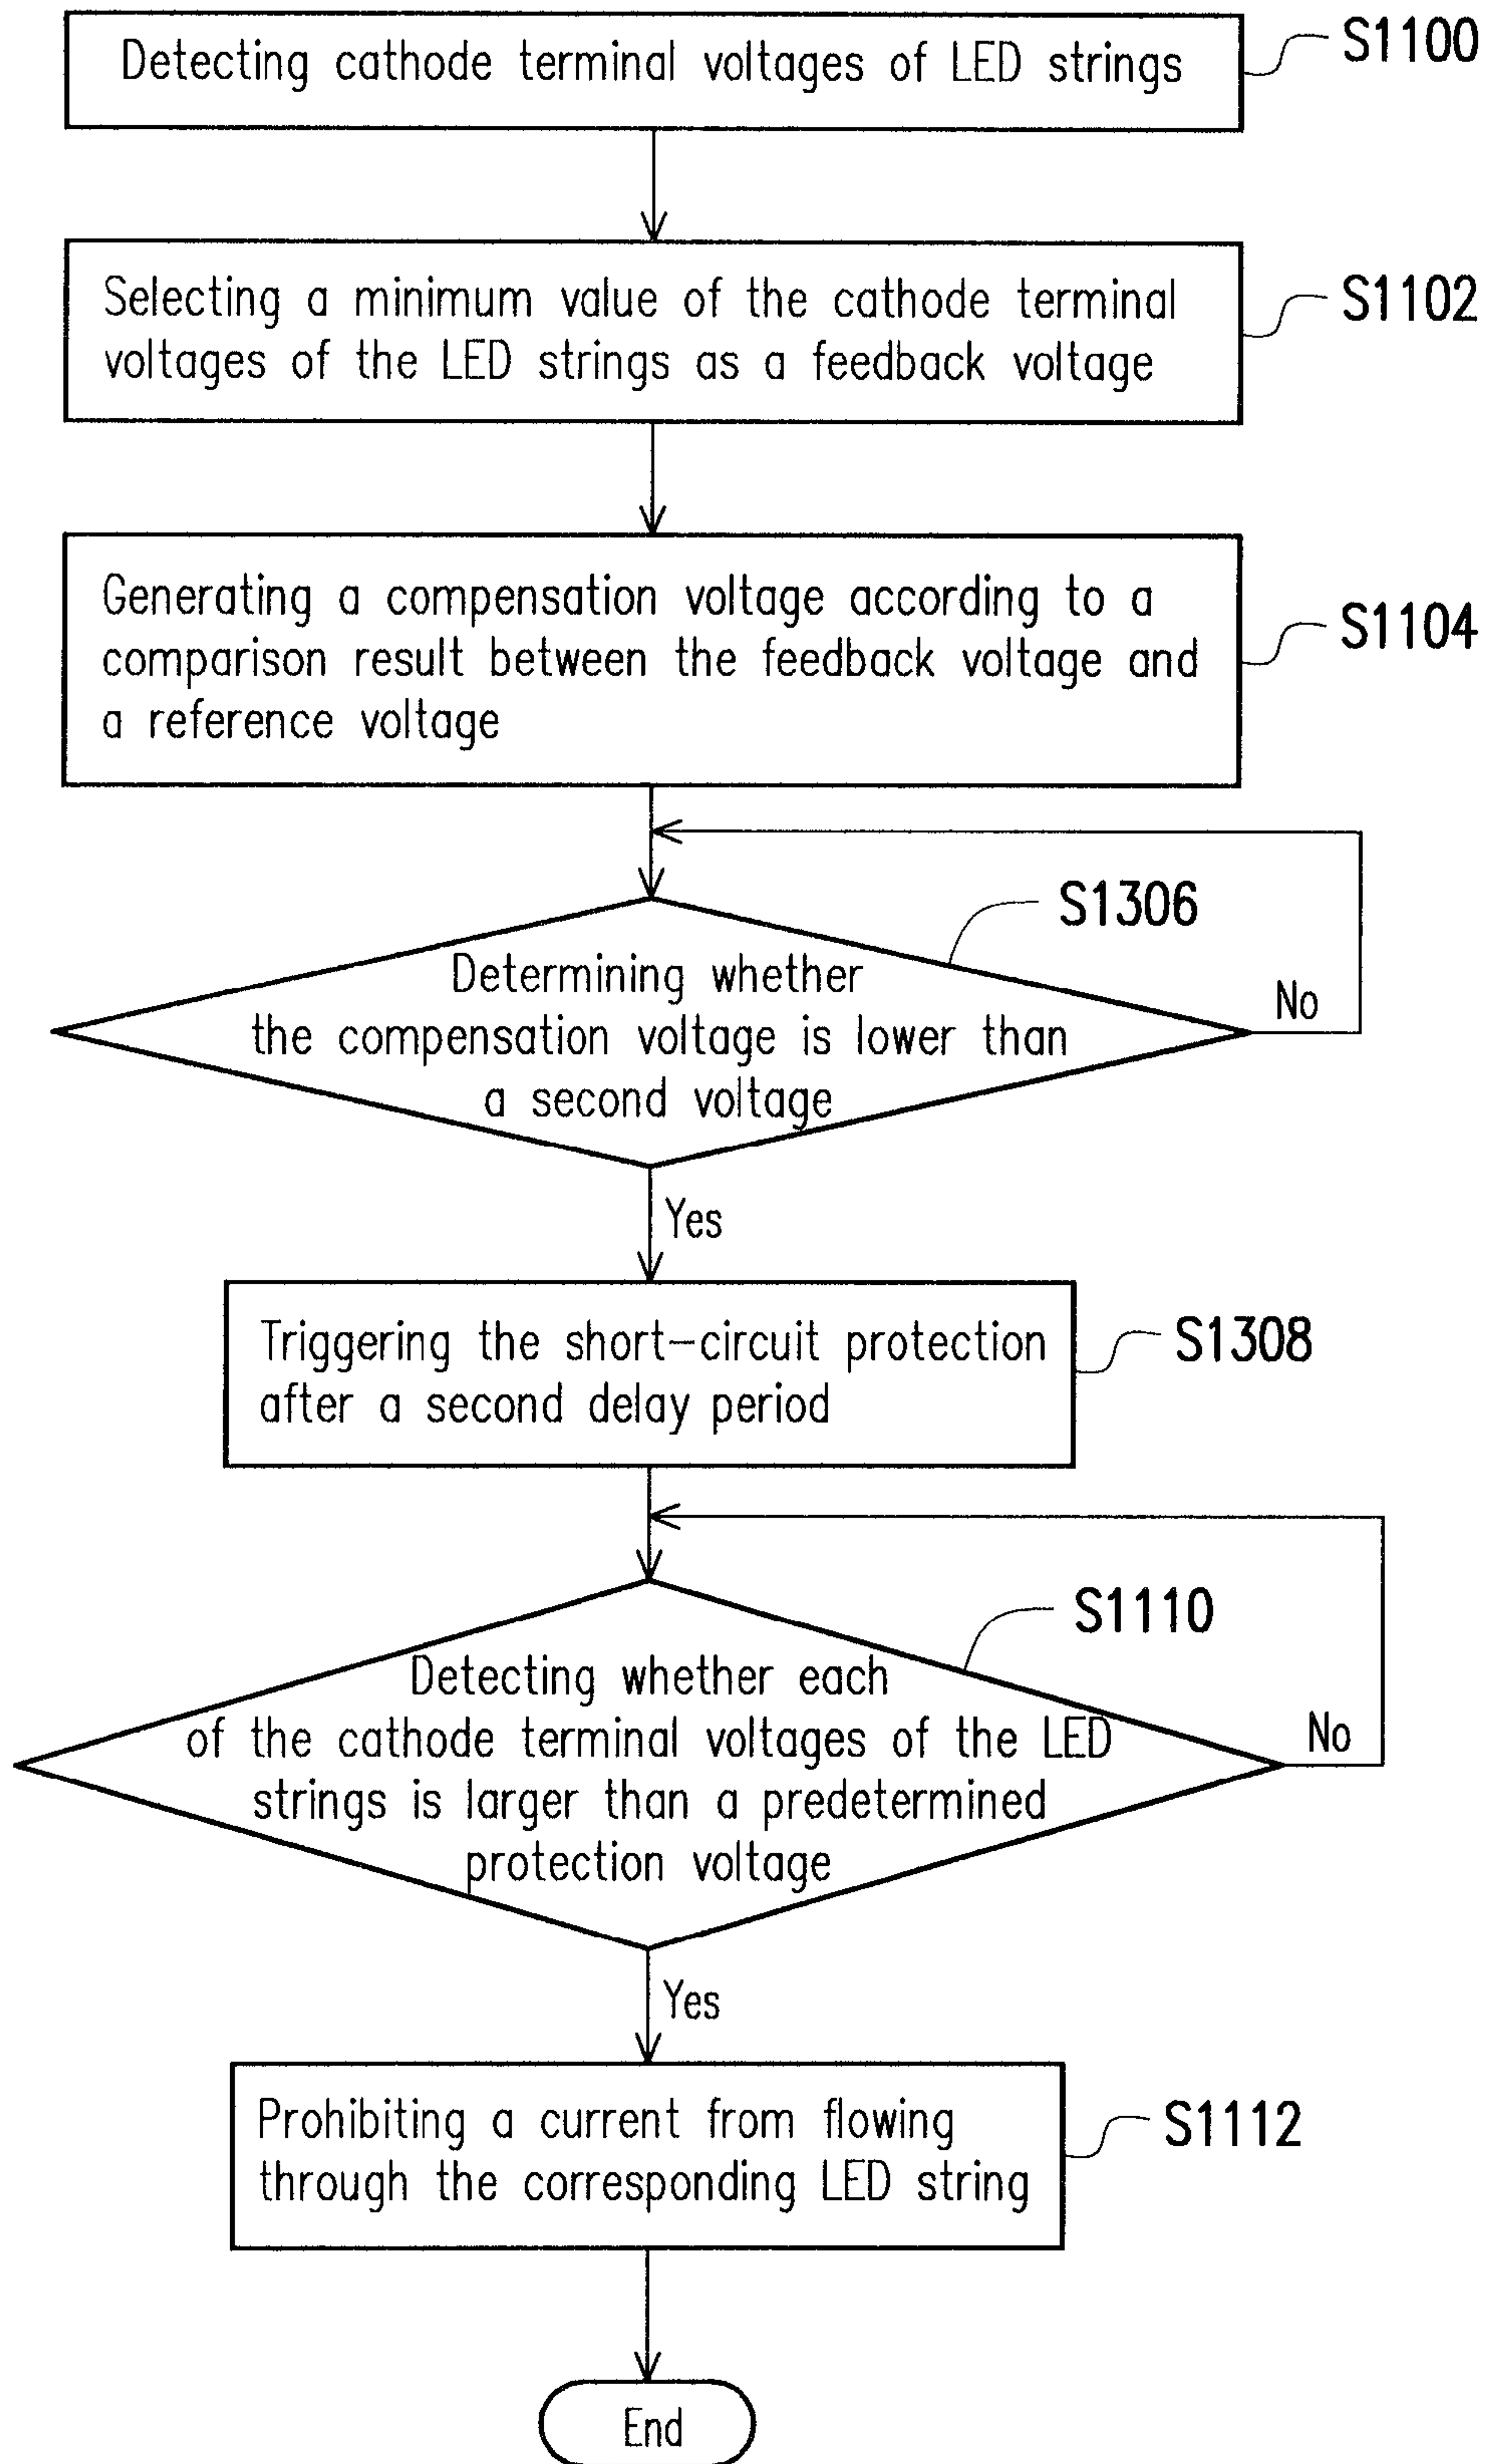 Detecting cathode terminal voltages of LED strings
S1100
Selecting a minimum value of the cathode terminal
voltages of the LED strings as a feedback voltage
S1102
Generating a compensation voltage according to a
comparison result between the feedback voltage and
a reference voltage
S1104
S1306
Determining whether
the compensation voltage is lower than
a second voltage
No
Yes
Triggering the short-circuit protection
after a second delay period
S1308
S1110
Detecting whether each
of the cathode terminal voltages of the LED
strings is larger than a predetermined
protection voltage
No
Yes
Prohibiting a current from flowing
through the corresponding LED string
S1112
End